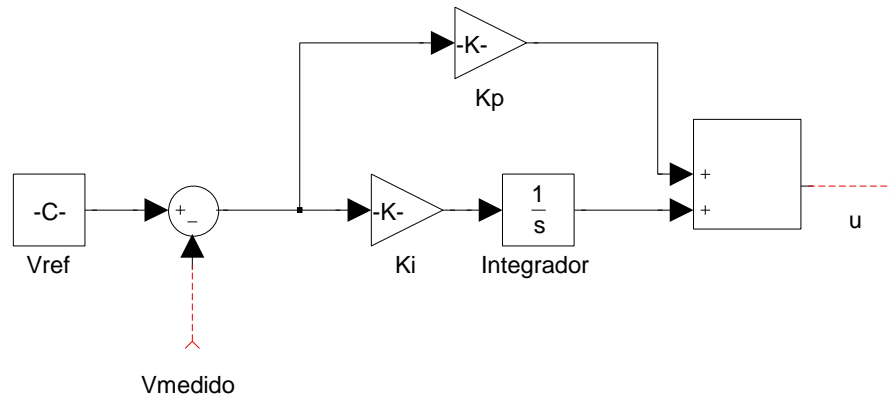 -K-
Kp
-C-
Vref
+
_
-K-
Ki
1
s
Integrador
+
+
u
Vmedido